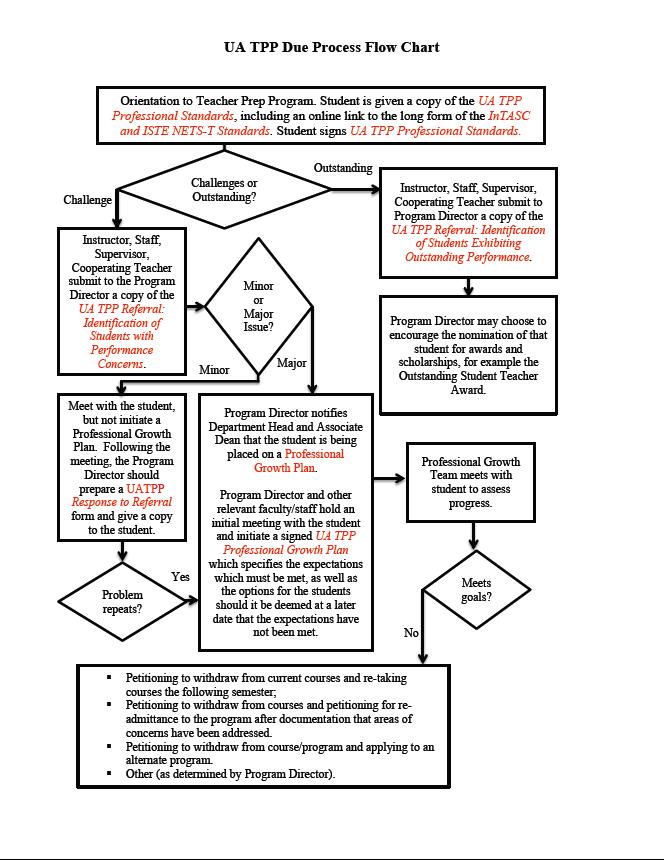 UA TPP Due Process Flow Chart
Orientation to Teacher Prep Program. Student is given a copy of the UA TPP
Professional Standards, including an online link to the long form of the InTASC
and ISTE NETS-T Standards. Student signs UA TPP Professional Standards.
Challenges or
Outstanding?
Outstanding
Challenge
Instructor, Staff, Supervisor,
Cooperating Teacher submit to
Program Director a copy of the
UA TPP Referral: Identification
of Students Exhibiting
Outstanding Performance.
Instructor, Staff,
Supervisor,
Cooperating Teacher
submit to the Program
Director a copy of the
UA TPP Referral:
Identification of
Students with
Performance
Concerns.
Minor
or
Major
Issue?
Program Director may choose to
encourage the nomination of that
student for awards and
scholarships, for example the
Outstanding Student Teacher
Award.
Minor
Major
Meet with the student,
but not initiate a
Professional Growth
Plan. Following the
meeting, the Program
Director should
prepare a UATPP
Response to Referral
form and give a copy
to the student.
Program Director notifies
Department Head and Associate
Dean that the student is being
placed on a Professional
Growth Plan.
Program Director and other
relevant faculty/staff hold an
initial meeting with the student
and initiate a signed UA TPP
Professional Growth Plan
which specifies the expectations
which must be met, as well as
the options for the students
should it be deemed at a later
date that the expectations have
not been met.
Professional Growth
Team meets with
student to assess
progress.
Problem
repeats?
Yes
Meets
goals?
No
▪ Petitioning to withdraw from current courses and re-taking
courses the following semester;
▪ Petitioning to withdraw from courses and petitioning for re-
admittance to the program after documentation that areas of
concerns have been addressed.
▪ Petitioning to withdraw from course/program and applying to an
alternate program.
▪ Other (as determined by Program Director).